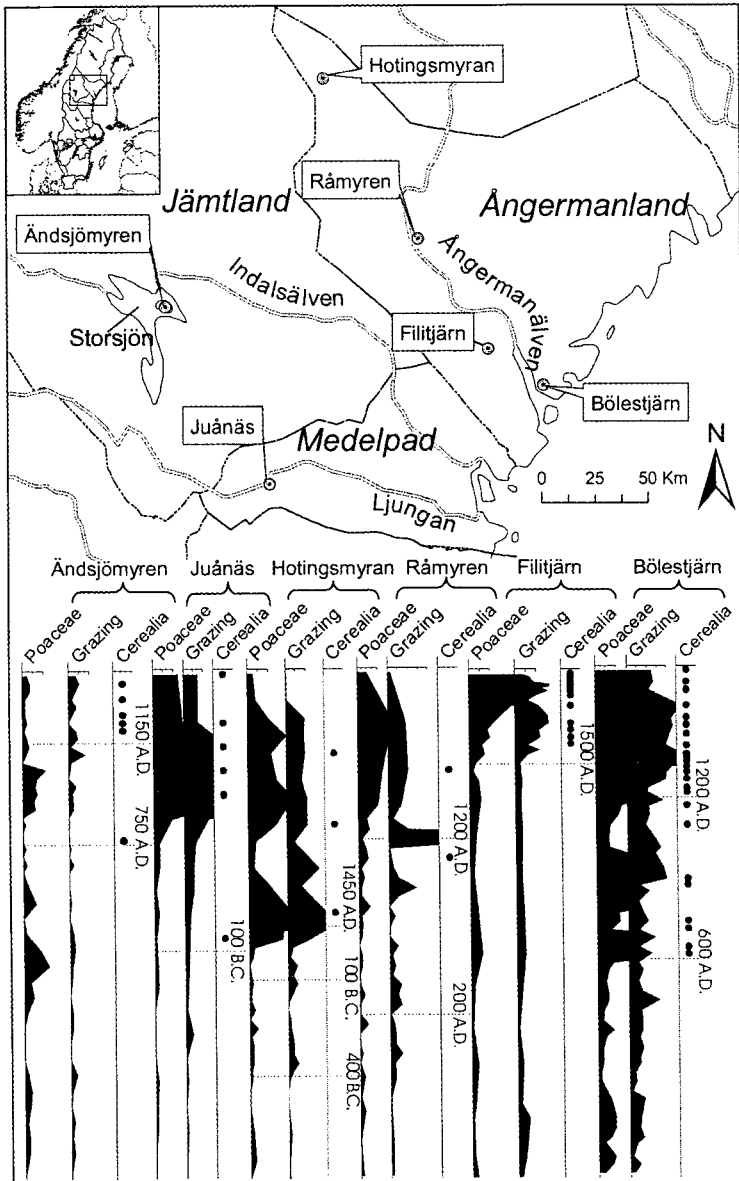 Hotingsmyran
Råmyren
Jämtland
Ångermanland
Ändsjömyren
Indalsälven
Ångermanälven
Storsjön
Filitjärn
Bölestjärn
Juånäs
Medelpad
N
0 25 50 Km
Ljungan
Ändsjömyren Juånäs Hotingsmyran Råmyren Filitjärn Bölestjärn
Poaceae
Grazing
Cerealia
Poaceae
Grazing
Cerealia
Poaceae
Grazing
Cerealia
Poaceae
Grazing
Cerealia
Poaceae
Grazing
Cerealia
Poaceae
Grazing
Cerealia
1150 A.D.
750 A.D.
100 B.C.
1450 A.D.
100 B.C.
400 B.C.
1200 A.D.
200 A.D.
1500 A.D.
1200 A.D.
600 A.D.